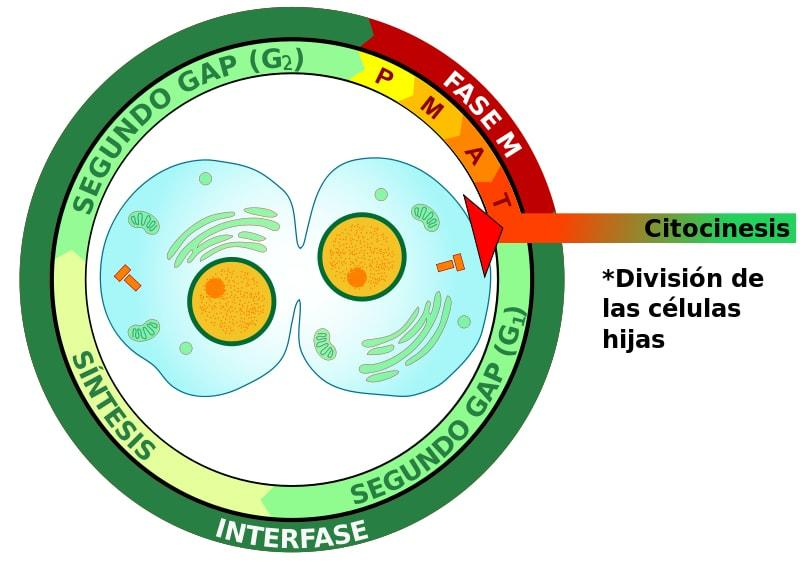 SEGUNDO GAP (G₂)
P
M
A
T
FASE M
Citocinesis
*División de
las células
hijas
SEGUNDO GAP (G₁)
SÍNTESIS
INTERFASE